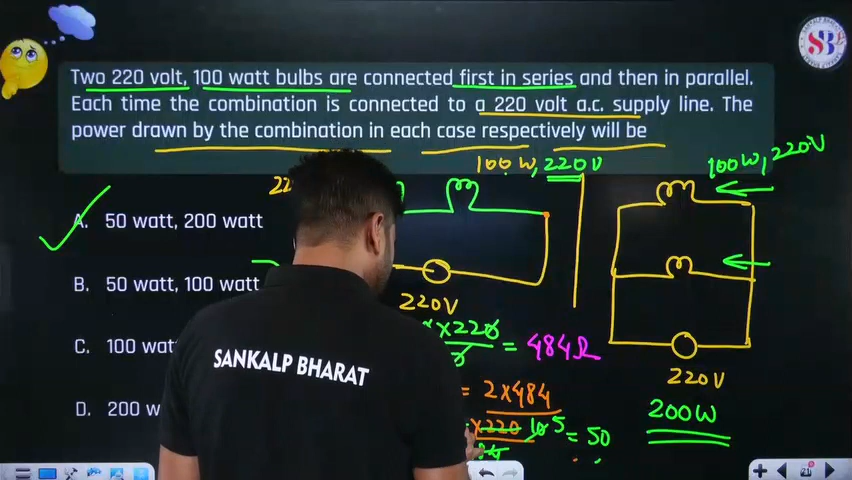 Two 220 volt, 100 watt bulbs are connected first in series and then in parallel.
Each time the combination is connected to a 220 volt a.c. supply line. The
power drawn by the combination in each case respectively will be
100W, 220V
100W, 220V
A. 50 watt, 200 watt
B. 50 watt, 100 watt
220V
C. 100
= 484Ω
220V
D. 200
= 2x484
200W
= 50
SANKALP BHARAT
SB